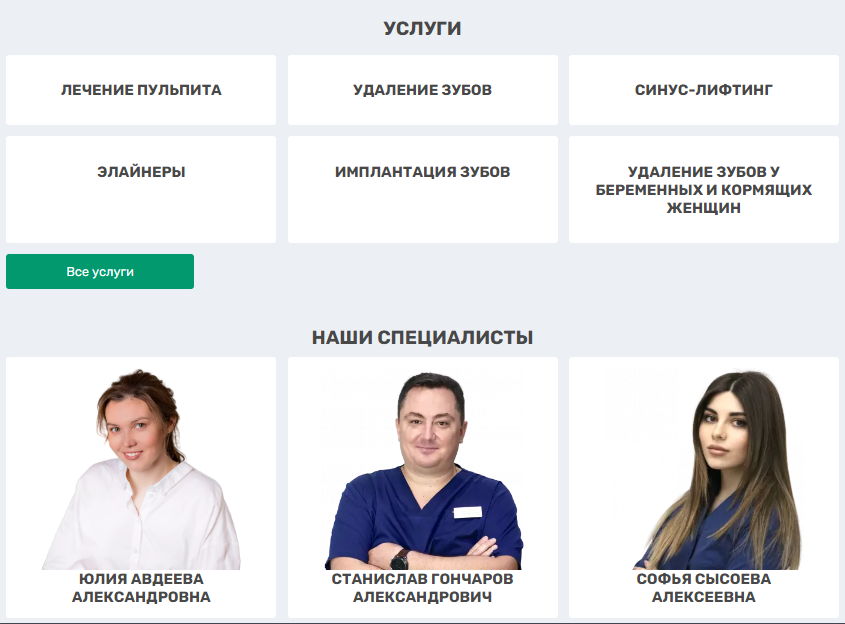 УСЛУГИ
ЛЕЧЕНИЕ ПУЛЬПИТА
УДАЛЕНИЕ ЗУБОВ
СИНУС-ЛИФТИНГ
ЭЛАЙНЕРЫ
ИМПЛАНТАЦИЯ ЗУБОВ
УДАЛЕНИЕ ЗУБОВ У
БЕРЕМЕННЫХ И КОРМЯЩИХ
ЖЕНЩИН
Все услуги
НАШИ СПЕЦИАЛИСТЫ
ЮЛИЯ АВДЕЕВА
АЛЕКСАНДРОВНА
СТАНИСЛАВ ГОНЧАРОВ
АЛЕКСАНДРОВИЧ
СОФЬЯ СЫСОЕВА
АЛЕКСЕЕВНА